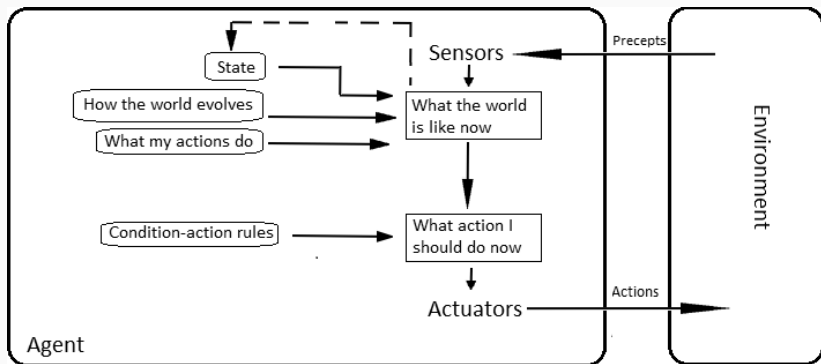 Precepts
Sensors
State
How the world evolves
What the world
is like now
What my actions do
Environment
Condition-action rules
What action I
should do now
Actuators
Actions
Agent